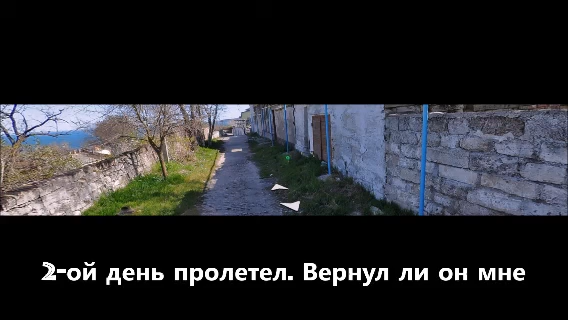 2-ой день пролетел. Вернул ли он мне